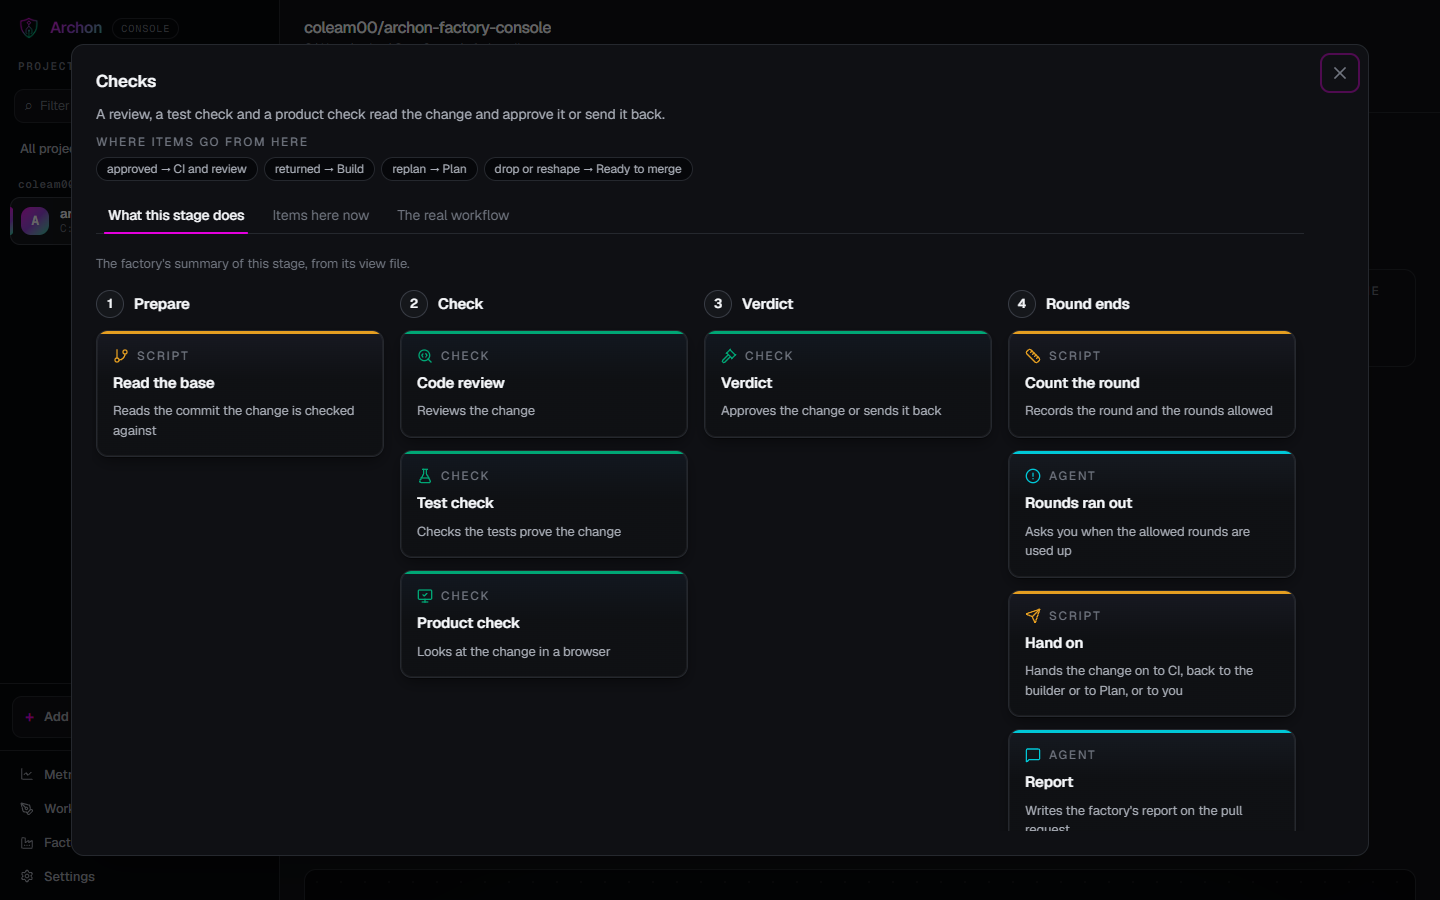 Archon
CONSOLE
coleam00/archon-factory-console
PROJECT
Filter
All proje
coleam0
A
ar
C
Add
Metr
Work
Fact
Settings
Checks
A review, a test check and a product check read the change and approve it or send it back.
WHERE ITEMS GO FROM HERE
approved → CI and review
returned → Build
replan → Plan
drop or reshape → Ready to merge
What this stage does
Items here now
The real workflow
The factory's summary of this stage, from its view file.
1 Prepare
SCRIPT
Read the base
Reads the commit the change is checked
against
2 Check
CHECK
Code review
Reviews the change
CHECK
Test check
Checks the tests prove the change
CHECK
Product check
Looks at the change in a browser
3 Verdict
CHECK
Verdict
Approves the change or sends it back
4 Round ends
SCRIPT
Count the round
Records the round and the rounds allowed
AGENT
Rounds ran out
Asks you when the allowed rounds are
used up
SCRIPT
Hand on
Hands the change on to CI, back to the
builder or to Plan, or to you
AGENT
Report
Writes the factory's report on the pull
request
E